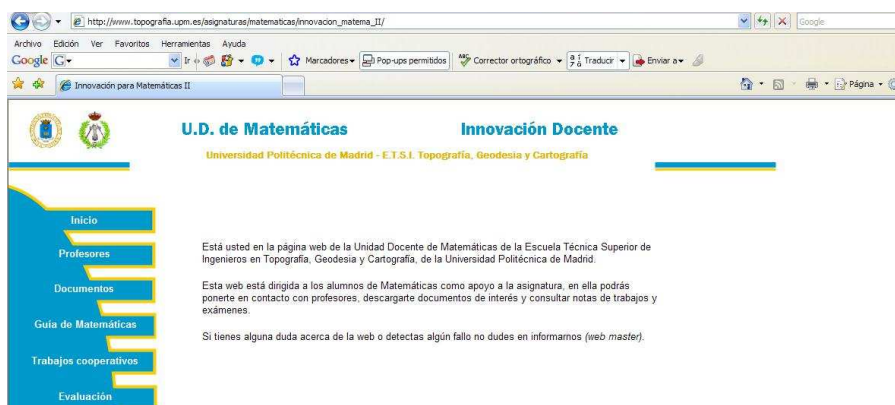 http://www.topografia.upm.es/asignaturas/matematicas/innovacion_matema_II/
Google
Archivo Edición Ver Favoritos Herramientas Ayuda
Google G Ir Marcadores Pop-ups permitidos Corrector ortográfico Traducir Enviar a
Innovación para Matemáticas II Página
U.D. de Matemáticas Innovación Docente
Universidad Politécnica de Madrid - E.T.S.I. Topografía, Geodesia y Cartografía
Inicio
Profesores
Documentos
Guía de Matemáticas
Trabajos cooperativos
Evaluación
Está usted en la página web de la Unidad Docente de Matemáticas de la Escuela Técnica Superior de
Ingenieros en Topografía, Geodesia y Cartografía, de la Universidad Politécnica de Madrid.
Esta web está dirigida a los alumnos de Matemáticas como apoyo a la asignatura, en ella podrás
ponerte en contacto con profesores, descargarte documentos de interés y consultar notas de trabajos y
exámenes.
Si tienes alguna duda acerca de la web o detectas algún fallo no dudes en informarnos (web master).